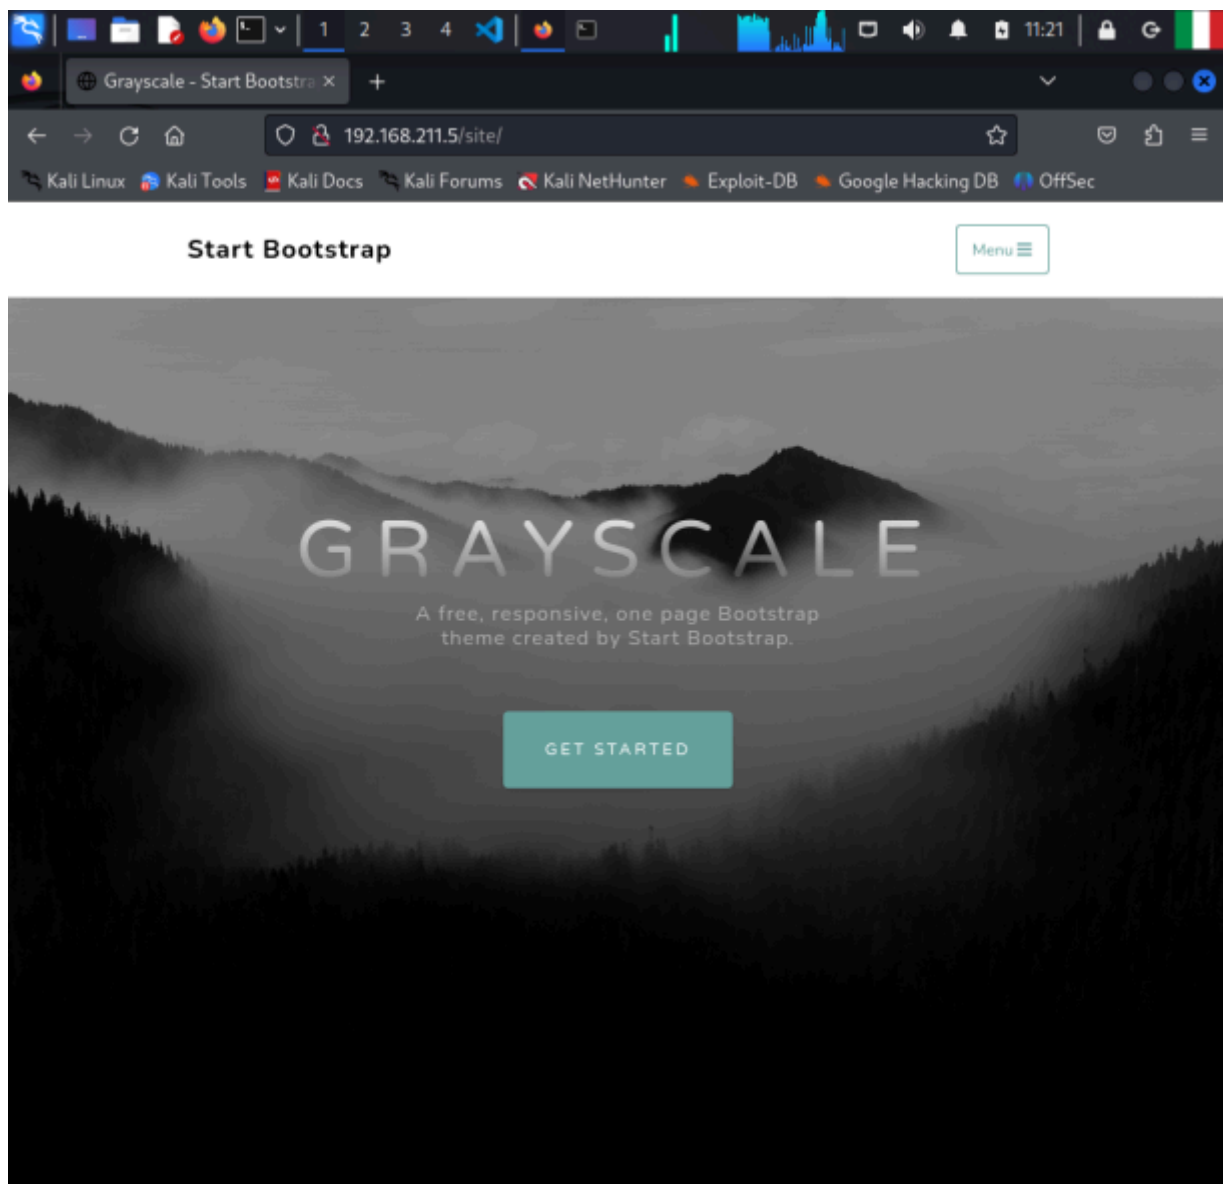 1 2 3 4 11:21
Grayscale - Start Bootstra
192.168.211.5/site/
Kali Linux Kali Tools Kali Docs Kali Forums Kali NetHunter Exploit-DB Google Hacking DB OffSec
Start Bootstrap Menu
GRAYSCALE
A free, responsive, one page Bootstrap
theme created by Start Bootstrap.
GET STARTED